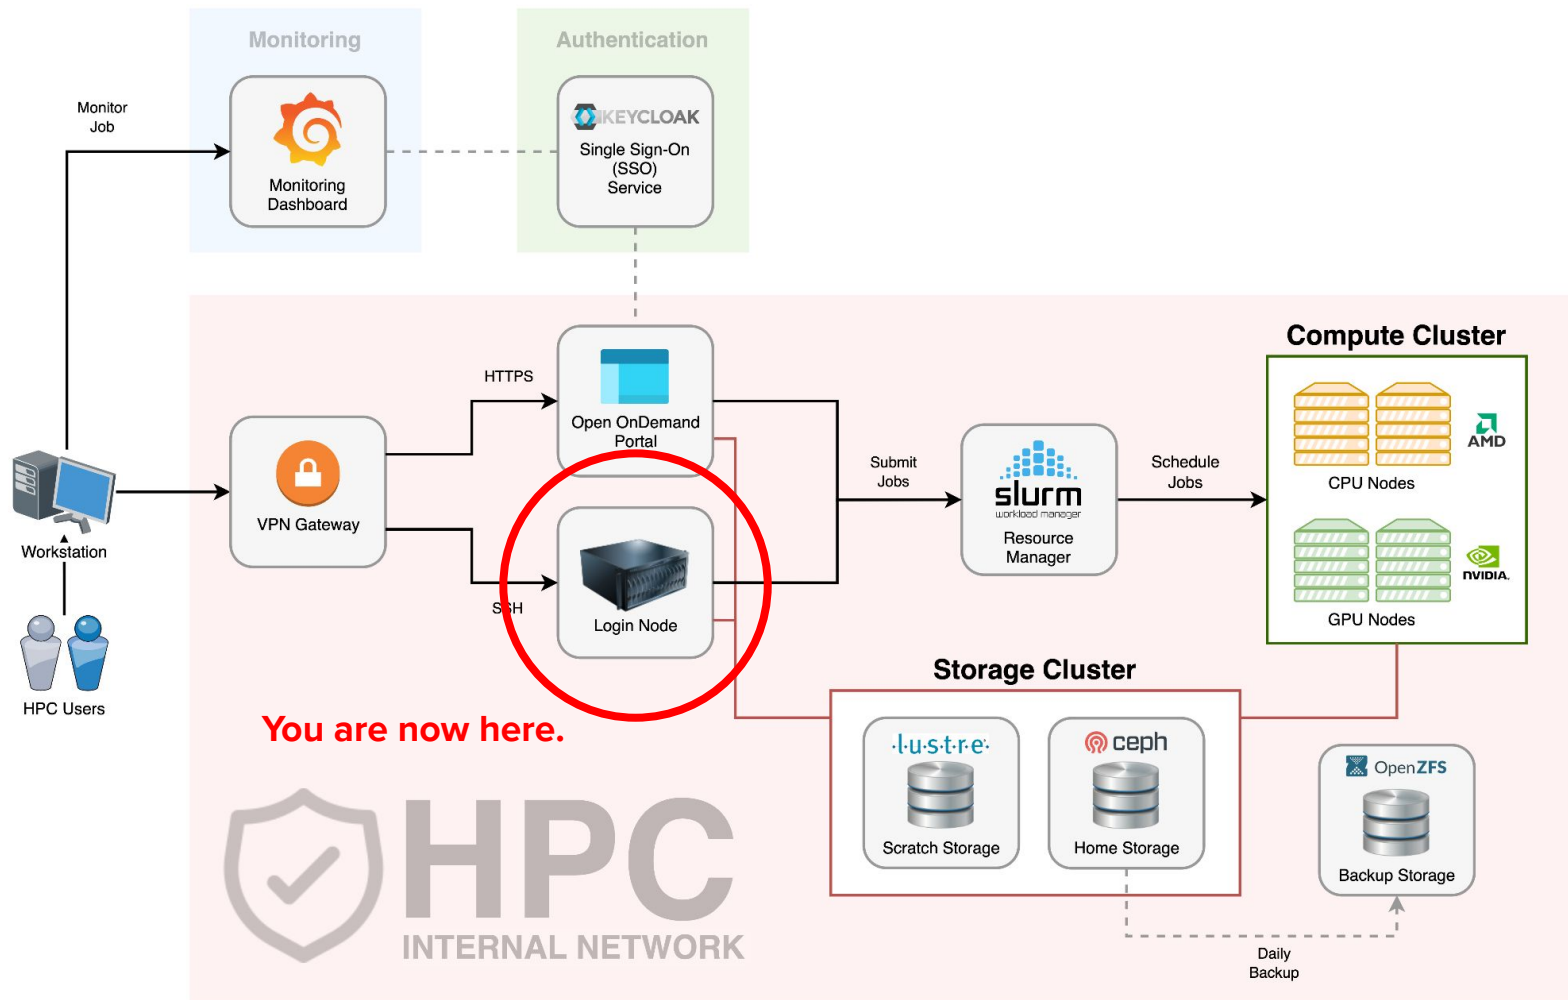 Monitoring
Authentication
Monitor
Job
Monitoring
Dashboard
KEYCLOAK
Single Sign-On
(SSO)
Service
HTTPS
Open OnDemand
Portal
Compute Cluster
AMD
CPU Nodes
NVIDIA.
GPU Nodes
VPN Gateway
Submit
Jobs
slurm
workload manager
Resource
Manager
Schedule
Jobs
Workstation
SSH
Login Node
HPC Users
You are now here.
Storage Cluster
·l·u·s·t·r·e·
Scratch Storage
ceph
Home Storage
OpenZFS
Backup Storage
HPC
INTERNAL NETWORK
Daily
Backup